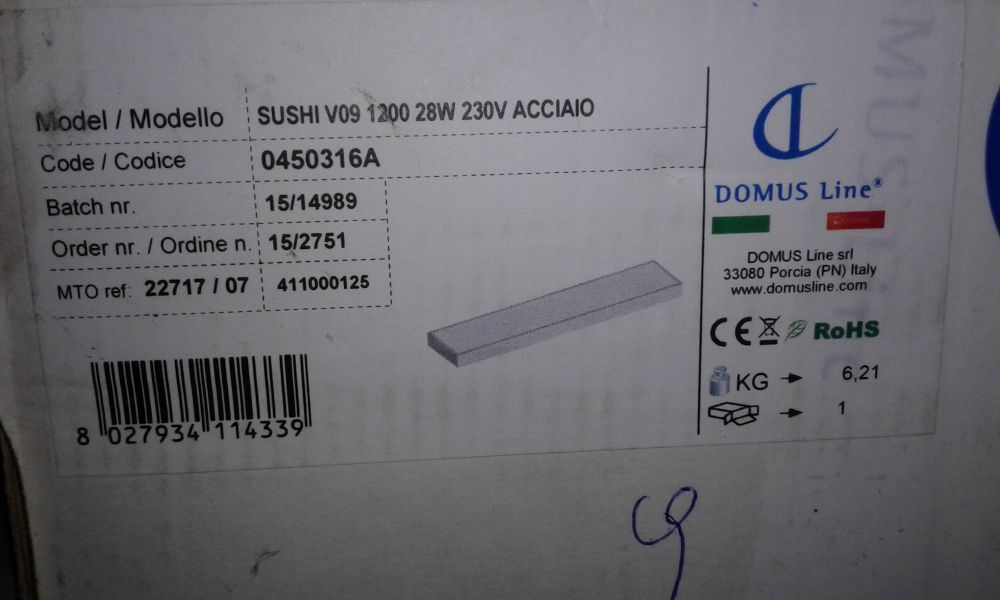 Model / Modello SUSHI V09 1200 28W 230V ACCIAIO
Code / Codice 0450316A
Batch nr. 15/14989
Order nr. / Ordine n. 15/2751
MTO ref: 22717 / 07 411000125
8 027934 114339
DOMUS Line®
DOMUS Line srl
33080 Porcia (PN) Italy
www.domusline.com
CE RoHS
KG 6,21
1